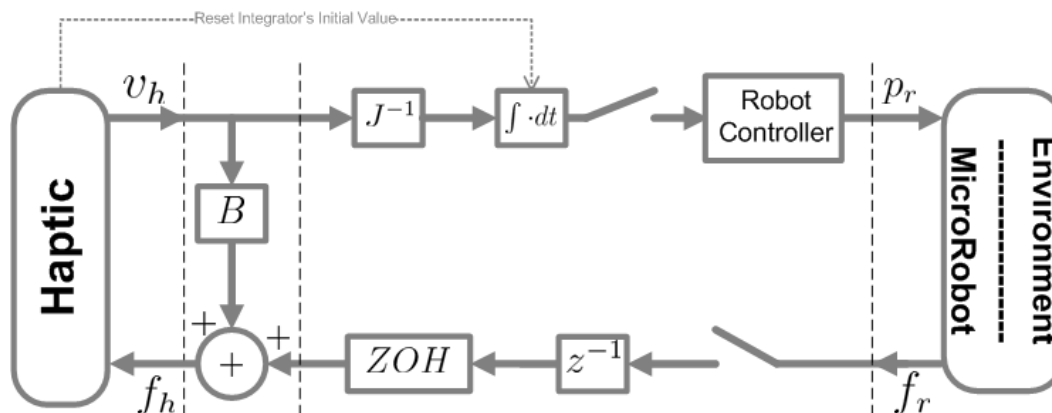 Reset Integrator's Initial Value
v_h
J^{-1}
∫ ·dt
Robot
Controller
p_r
Haptic
B
MicroRobot
Environment
+
+
+
f_h
ZOH
z^{-1}
f_r